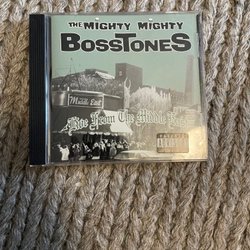 THE MIGHTY MIGHTY
BOSSTONES
Middle East
Live From The Middle East